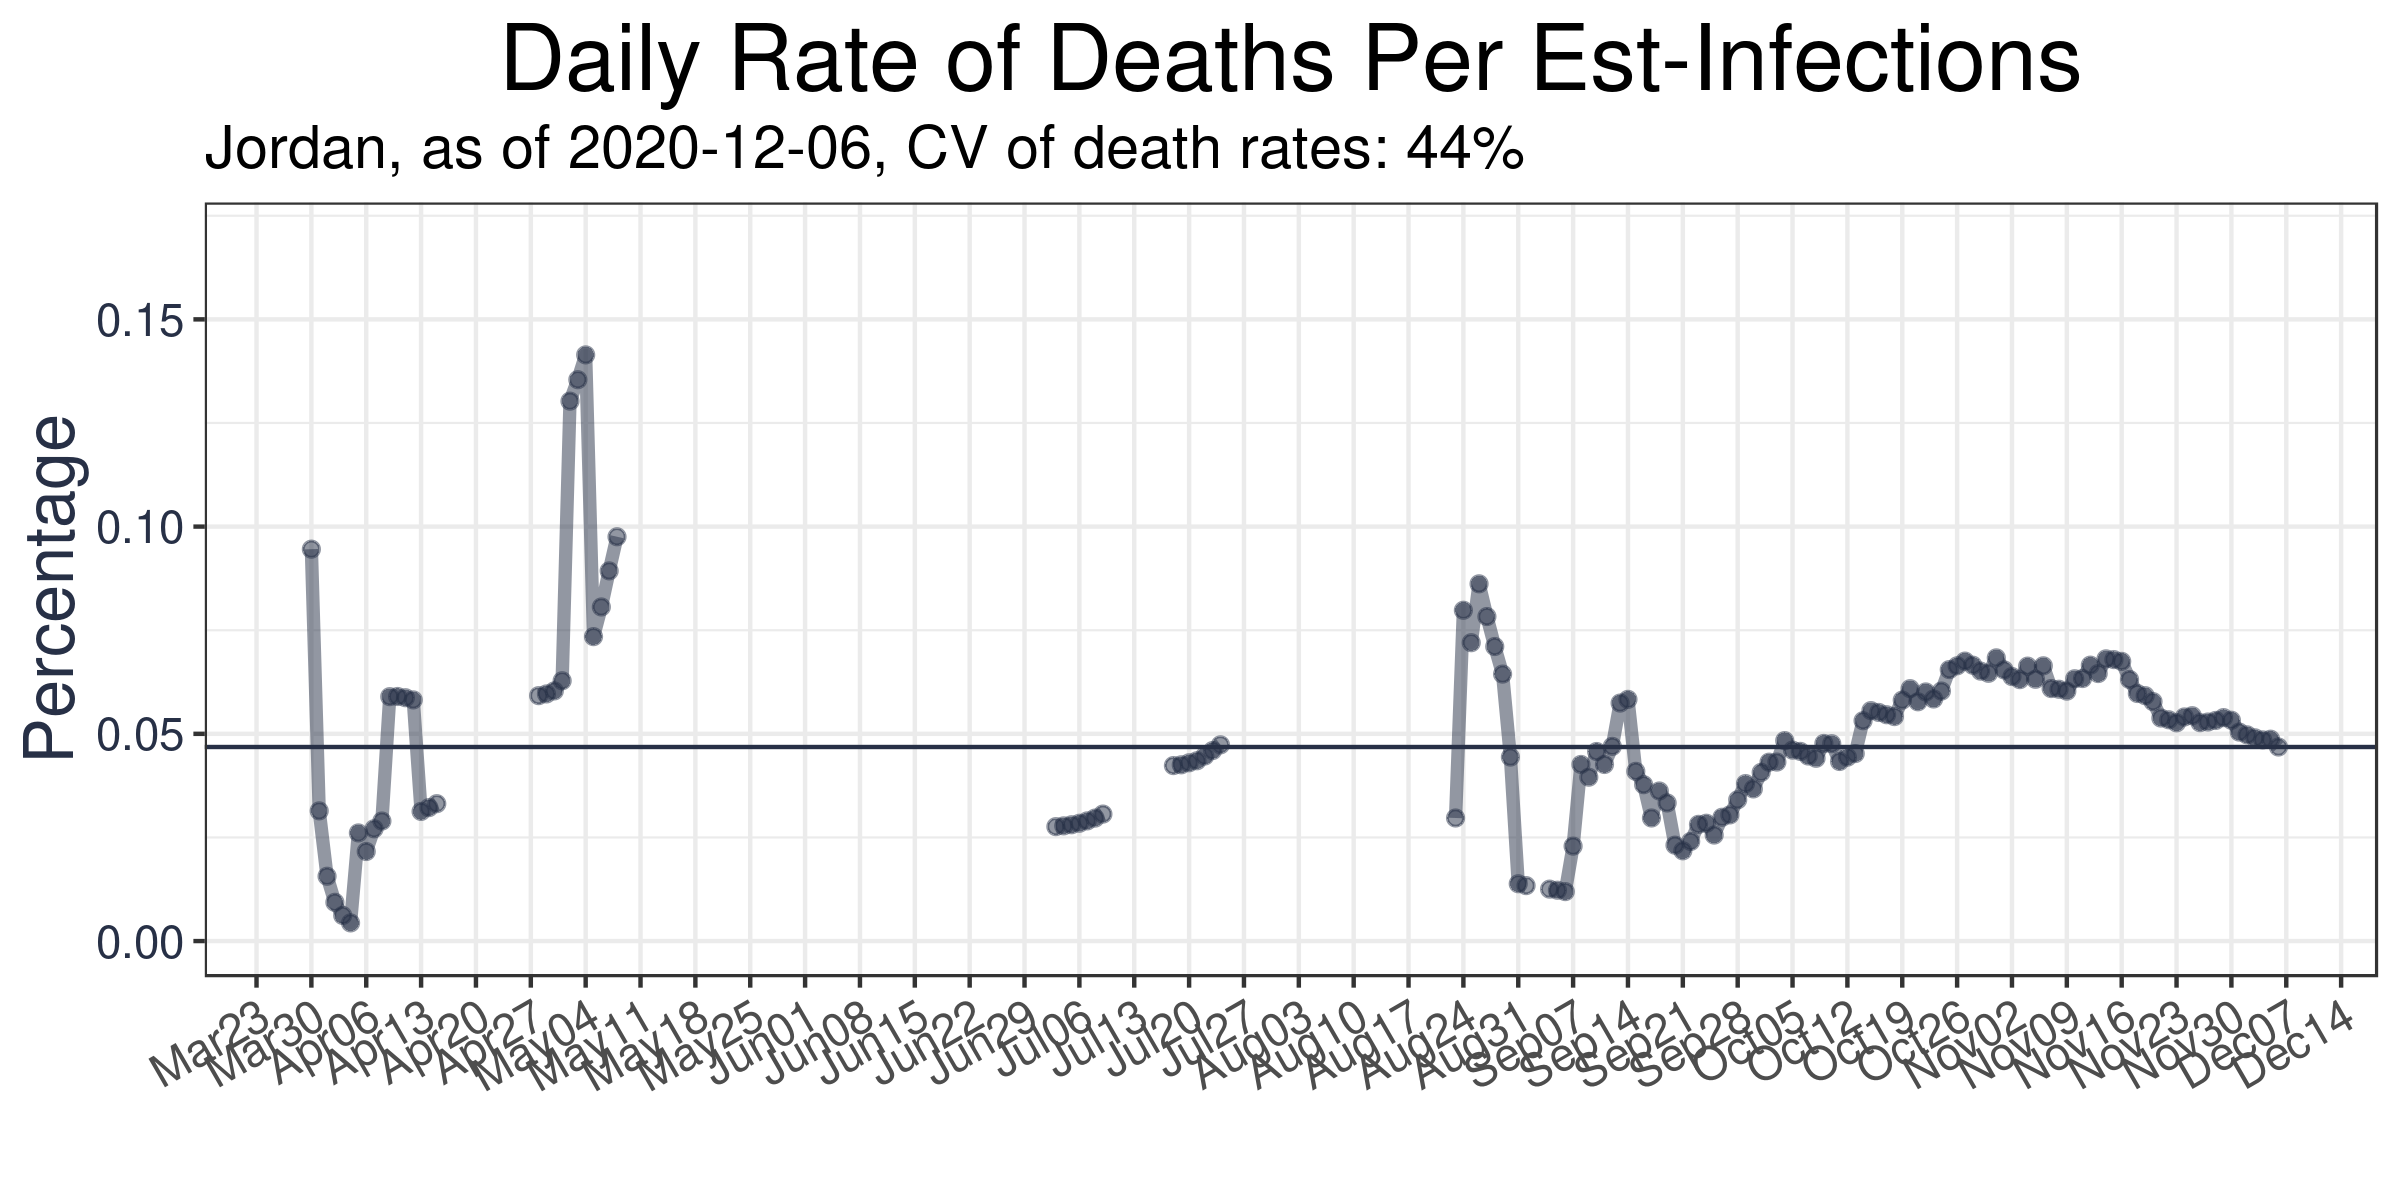 Daily Rate of Deaths Per Est-Infections
Jordan, as of 2020-12-06, CV of death rates: 44%
Percentage
0.15
0.10
0.05
0.00
Mar23
Mar30
Apr06
Apr13
Apr20
Apr27
May04
May11
May18
May25
Jun01
Jun08
Jun15
Jun22
Jun29
Jul06
Jul13
Jul20
Jul27
Aug03
Aug10
Aug17
Aug24
Aug31
Sep07
Sep14
Sep21
Sep28
Oct05
Oct12
Oct19
Oct26
Nov02
Nov09
Nov16
Nov23
Nov30
Dec07
Dec14